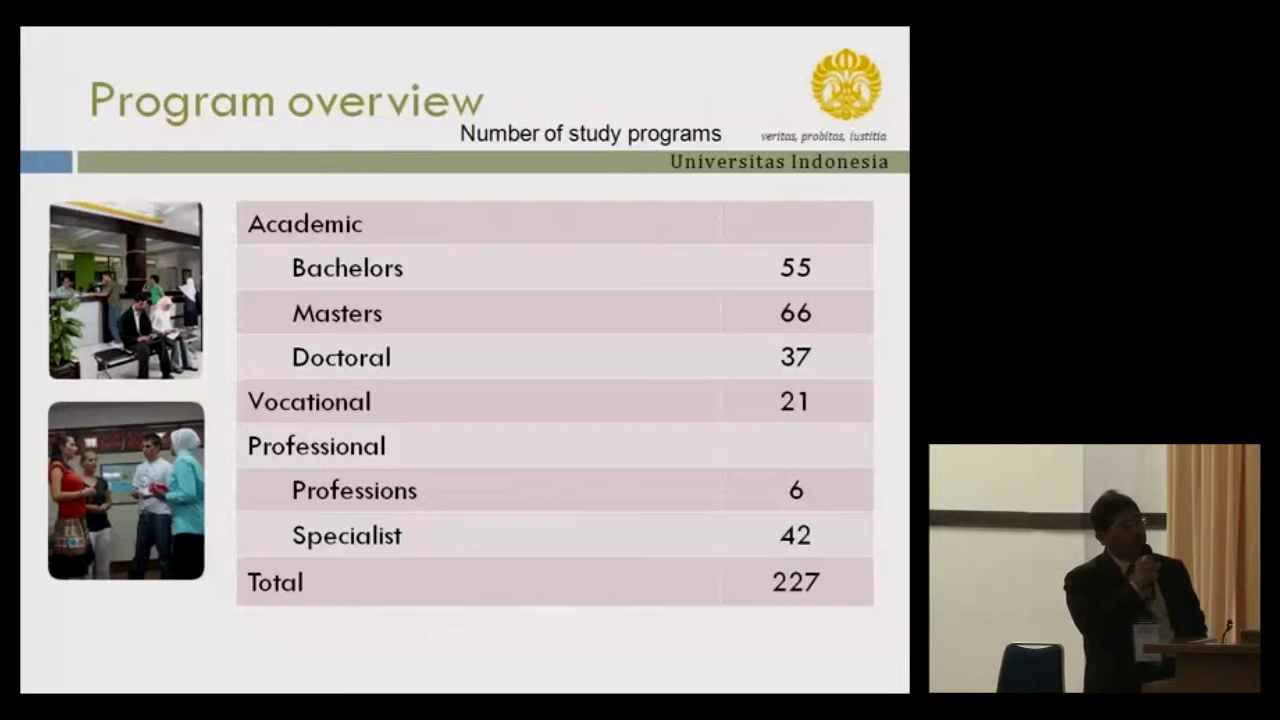 Program overview
Number of study programs
veritas, probitas, iustitia
Universitas Indonesia
Academic
Bachelors 55
Masters 66
Doctoral 37
Vocational 21
Professional
Professions 6
Specialist 42
Total 227